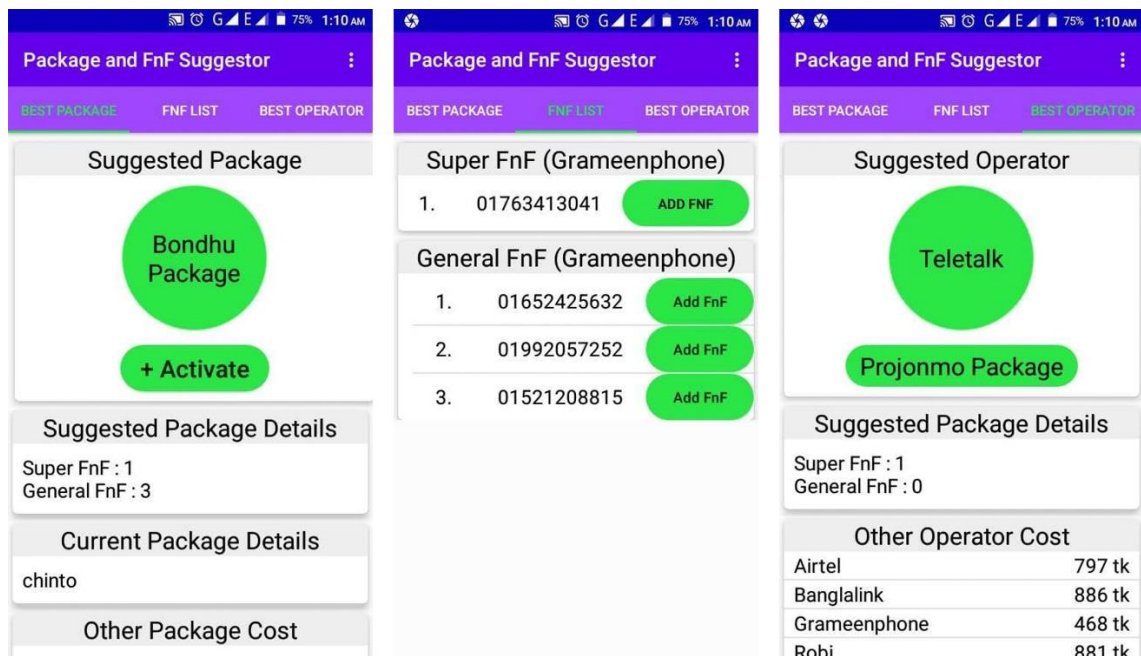 G E 75% 1:10 AM
Package and FnF Suggestor
BEST PACKAGE FNF LIST BEST OPERATOR
Suggested Package
Bondhu
Package
+ Activate
Suggested Package Details
Super FnF : 1
General FnF : 3
Current Package Details
chinto
Other Package Cost
G E 75% 1:10 AM
Package and FnF Suggestor
BEST PACKAGE FNF LIST BEST OPERATOR
Super FnF (Grameenphone)
1. 01763413041 ADD FNF
General FnF (Grameenphone)
1. 01652425632 Add FnF
2. 01992057252 Add FnF
3. 01521208815 Add FnF
G E 75% 1:10 AM
Package and FnF Suggestor
BEST PACKAGE FNF LIST BEST OPERATOR
Suggested Operator
Teletalk
Projonmo Package
Suggested Package Details
Super FnF : 1
General FnF : 0
Other Operator Cost
Airtel 797 tk
Banglalink 886 tk
Grameenphone 468 tk
Robi 881 tk